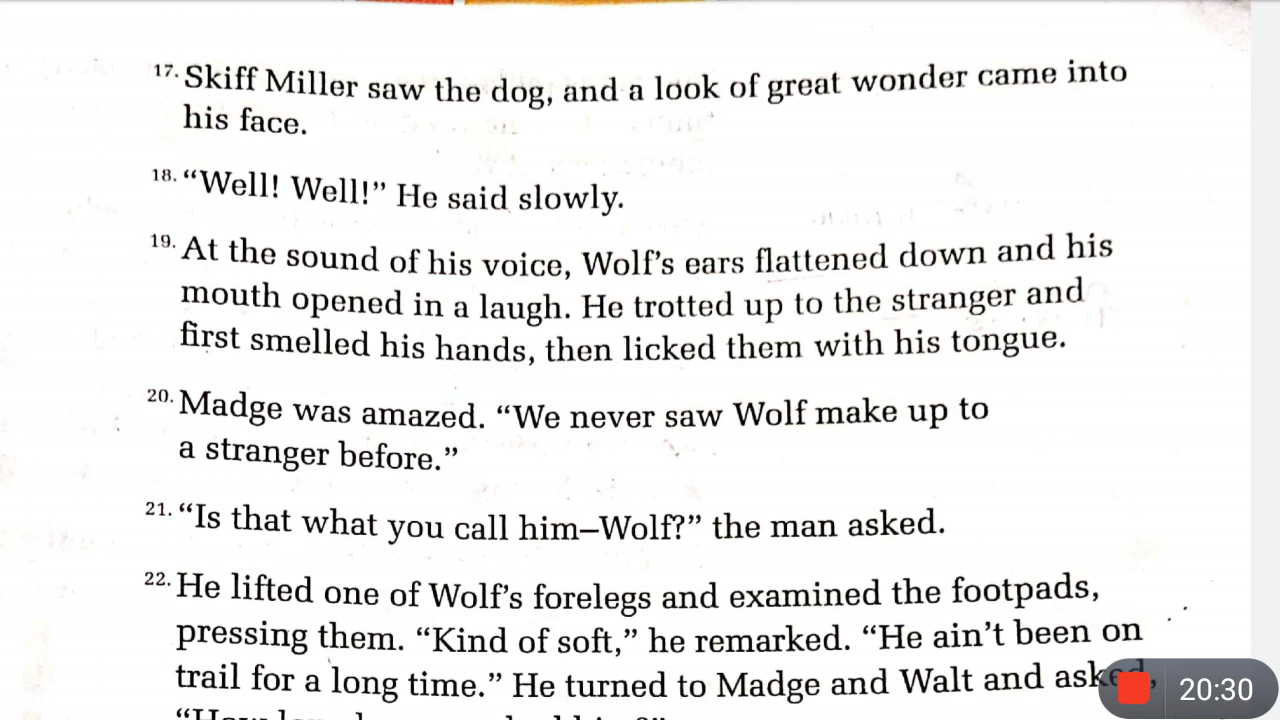 17. Skiff Miller saw the dog, and a look of great wonder came into
his face.
18. “Well! Well!” He said slowly.
19. At the sound of his voice, Wolf’s ears flattened down and his
mouth opened in a laugh. He trotted up to the stranger and
first smelled his hands, then licked them with his tongue.
20. Madge was amazed. “We never saw Wolf make up to
a stranger before.”
21. “Is that what you call him–Wolf?” the man asked.
22. He lifted one of Wolf’s forelegs and examined the footpads,
pressing them. “Kind of soft,” he remarked. “He ain’t been on
trail for a long time.” He turned to Madge and Walt and asked,
20:30